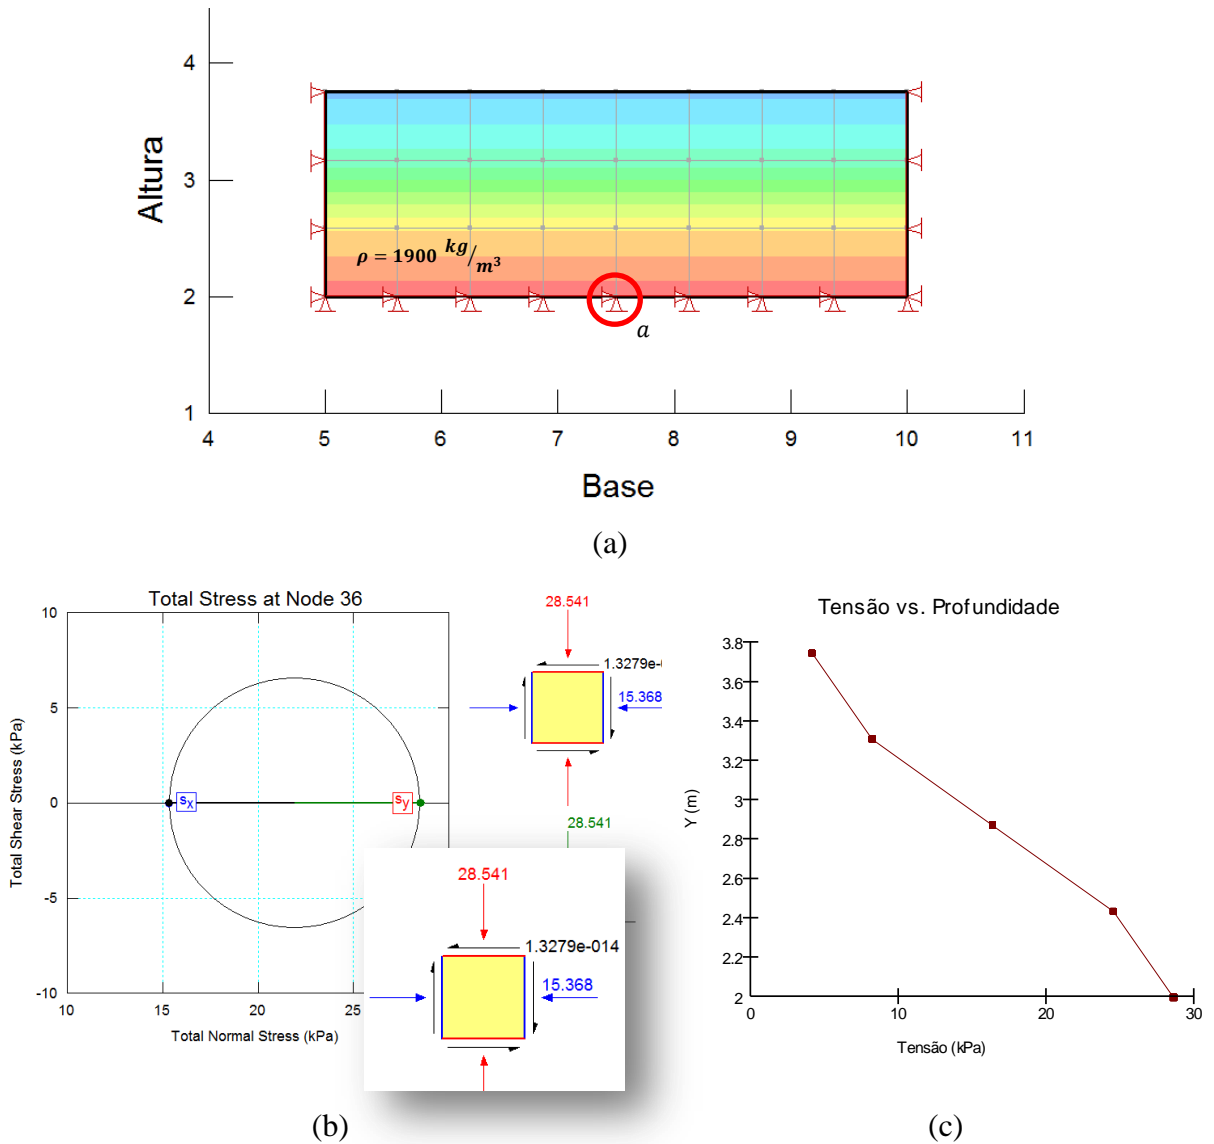 4
3
2
1
Altura
ρ = 1900 kg/m³
a
4
5
6
7
8
9
10
11
Base
(a)
Total Stress at Node 36
10
5
0
-5
-10
Total Shear Stress (kPa)
sx
sy
10
15
20
25
Total Normal Stress (kPa)
28.541
1.3279e-
15.368
28.541
28.541
1.3279e-014
15.368
(b)
Tensão vs. Profundidade
3.8
3.6
3.4
3.2
3
2.8
2.6
2.4
2.2
2
Y (m)
0
10
20
30
Tensão (kPa)
(c)